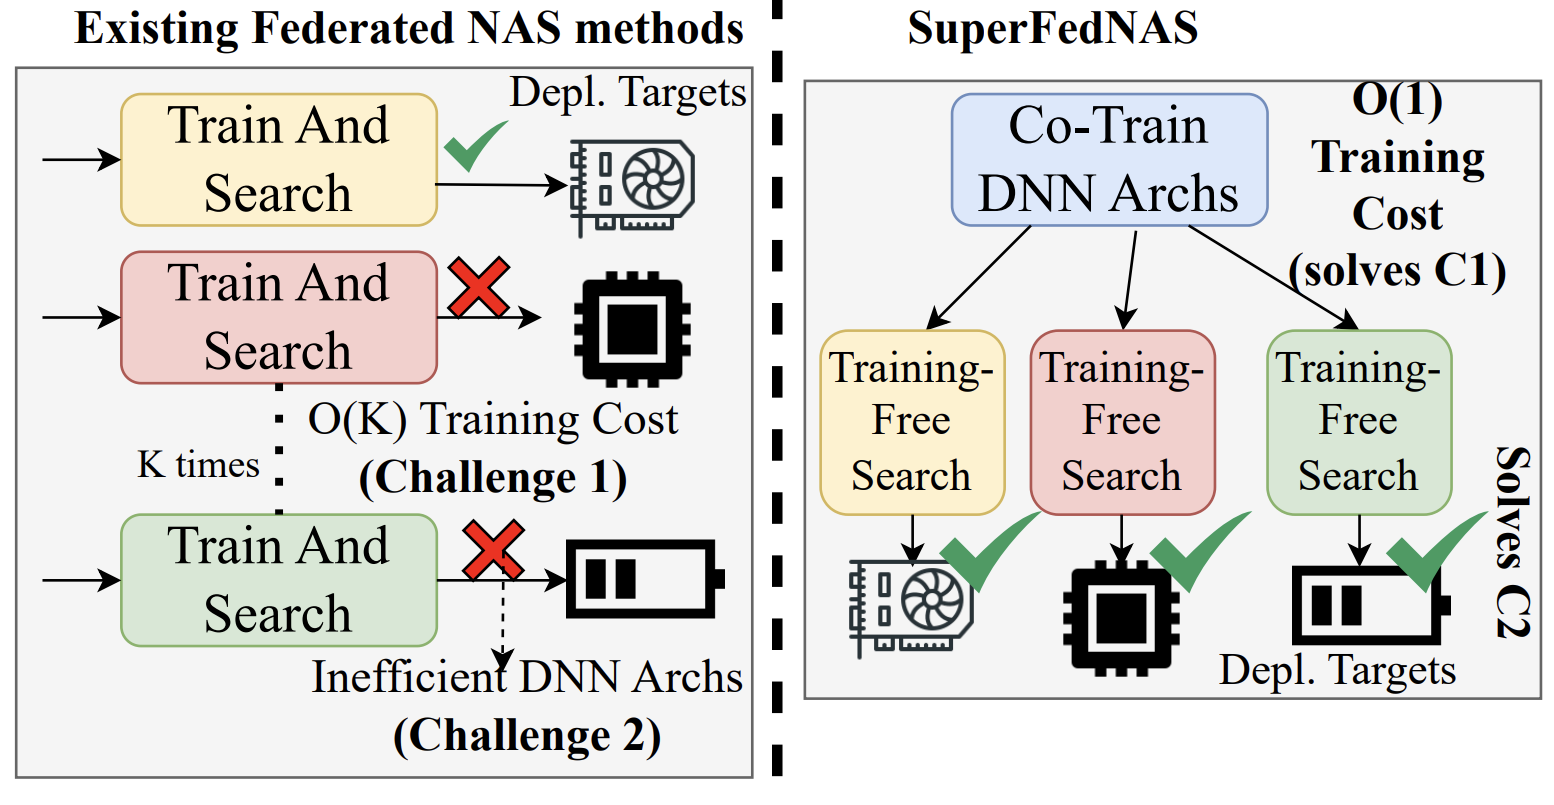 Existing Federated NAS methods
Depl. Targets
Train And
Search
Train And
Search
O(K) Training Cost
(Challenge 1)
K times
Train And
Search
Inefficient DNN Archs
(Challenge 2)
SuperFedNAS
Co-Train
DNN Archs
O(1)
Training
Cost
(solves C1)
Training-
Free
Search
Training-
Free
Search
Training-
Free
Search
Solves C2
Depl. Targets